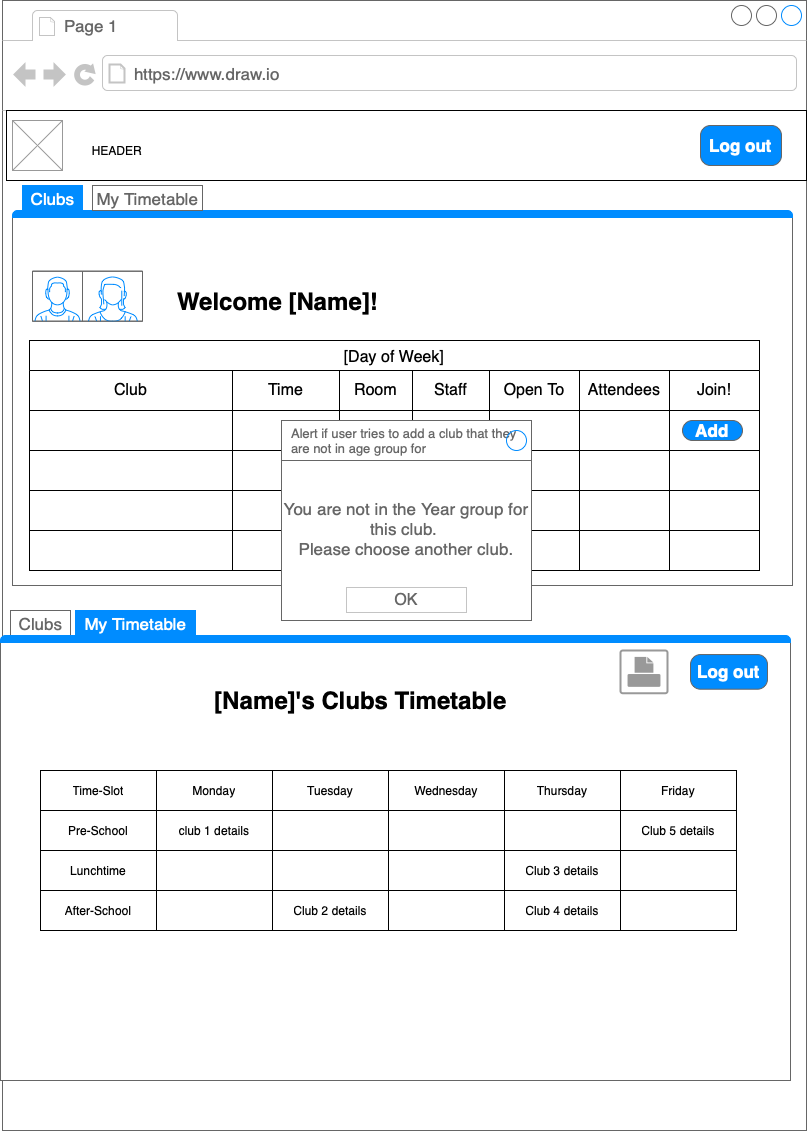 Page 1
https://www.draw.io
HEADER
Log out
Clubs
My Timetable
Welcome [Name]!
[Day of Week]
Club
Time
Room
Staff
Open To
Attendees
Join!
Add
Alert if user tries to add a club that they
are not in age group for
You are not in the Year group for
this club.
Please choose another club.
OK
Clubs
My Timetable
Log out
[Name]'s Clubs Timetable
Time-Slot
Monday
Tuesday
Wednesday
Thursday
Friday
Pre-School
club 1 details
Club 5 details
Lunchtime
Club 3 details
After-School
Club 2 details
Club 4 details